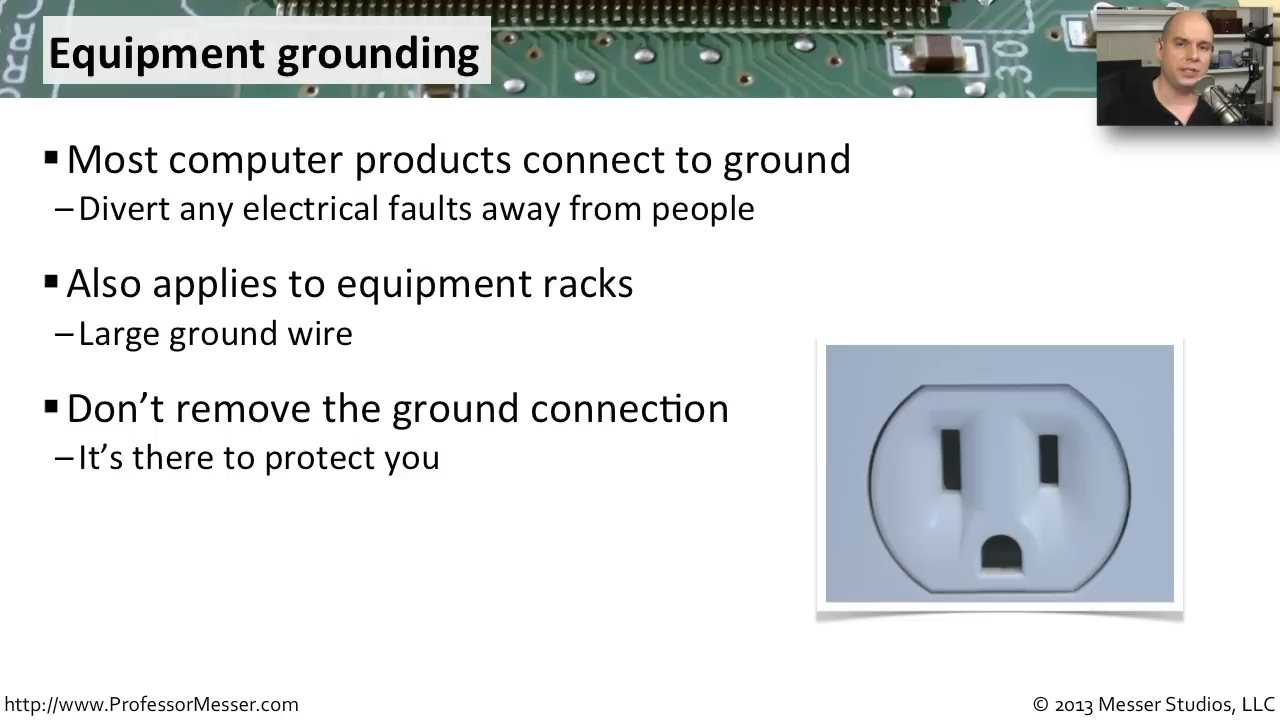 Equipment grounding
▪ Most computer products connect to ground
– Divert any electrical faults away from people
▪ Also applies to equipment racks
– Large ground wire
▪ Don’t remove the ground connection
– It’s there to protect you
http://www.ProfessorMesser.com
© 2013 Messer Studios, LLC